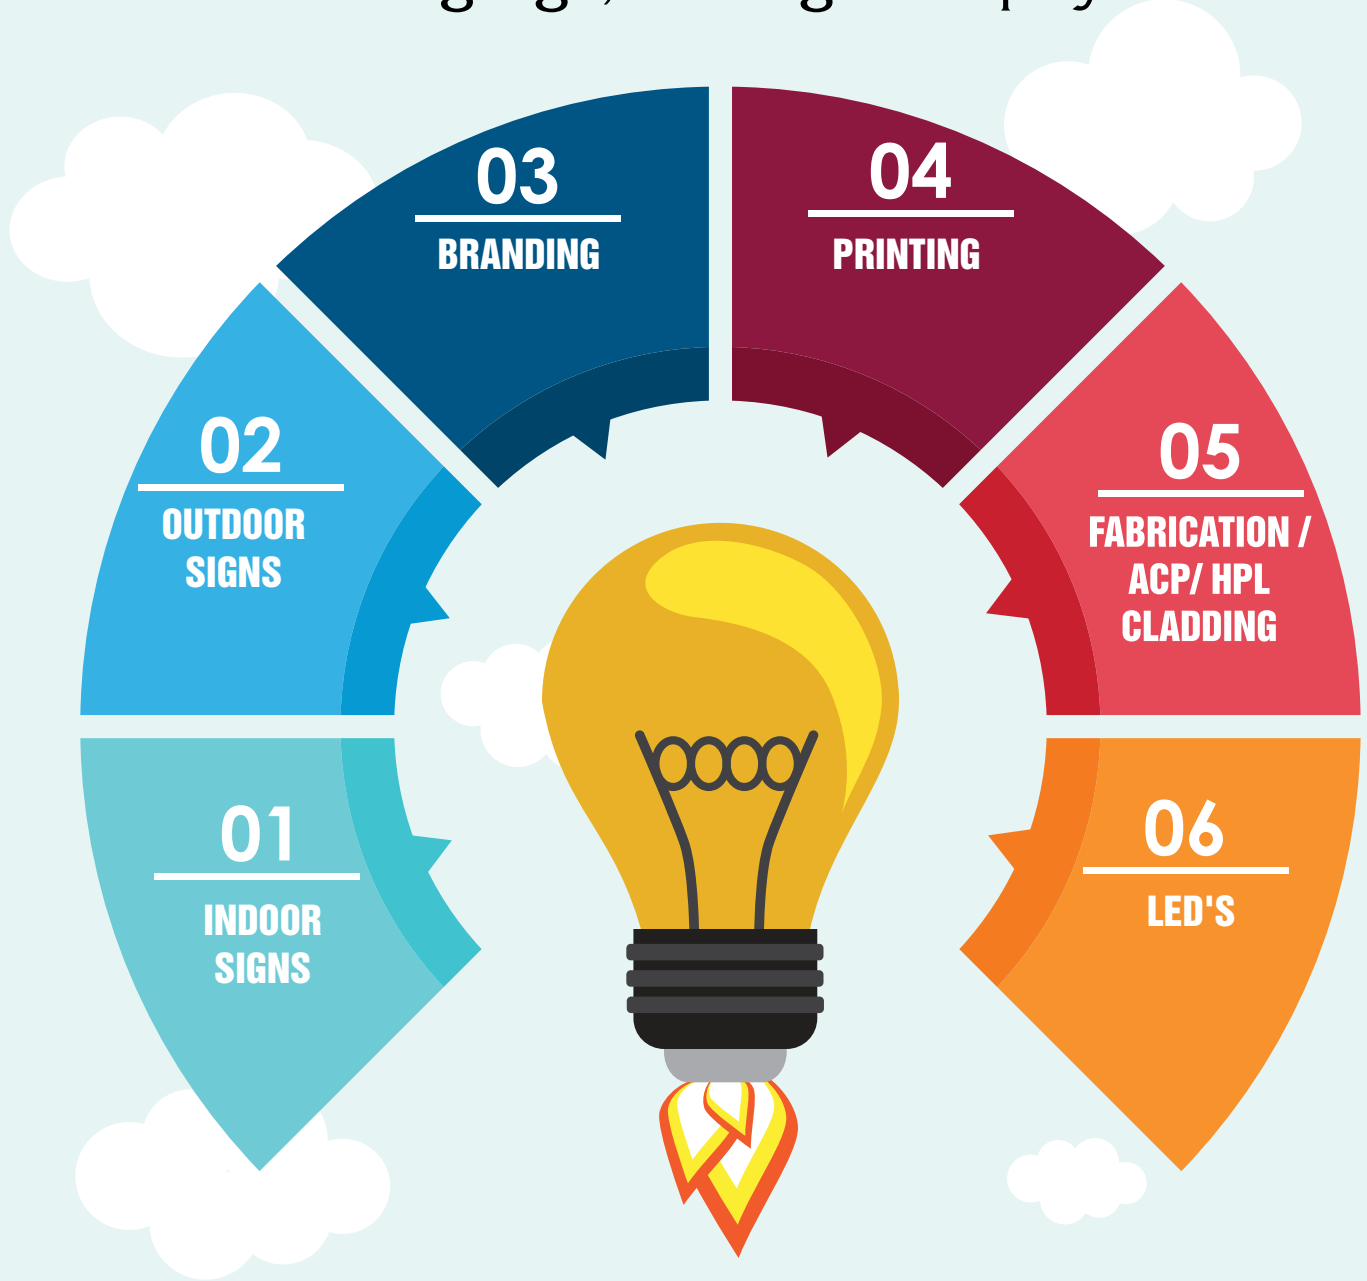 01
INDOOR
SIGNS
02
OUTDOOR
SIGNS
03
BRANDING
04
PRINTING
05
FABRICATION /
ACP/ HPL
CLADDING
06
LED'S